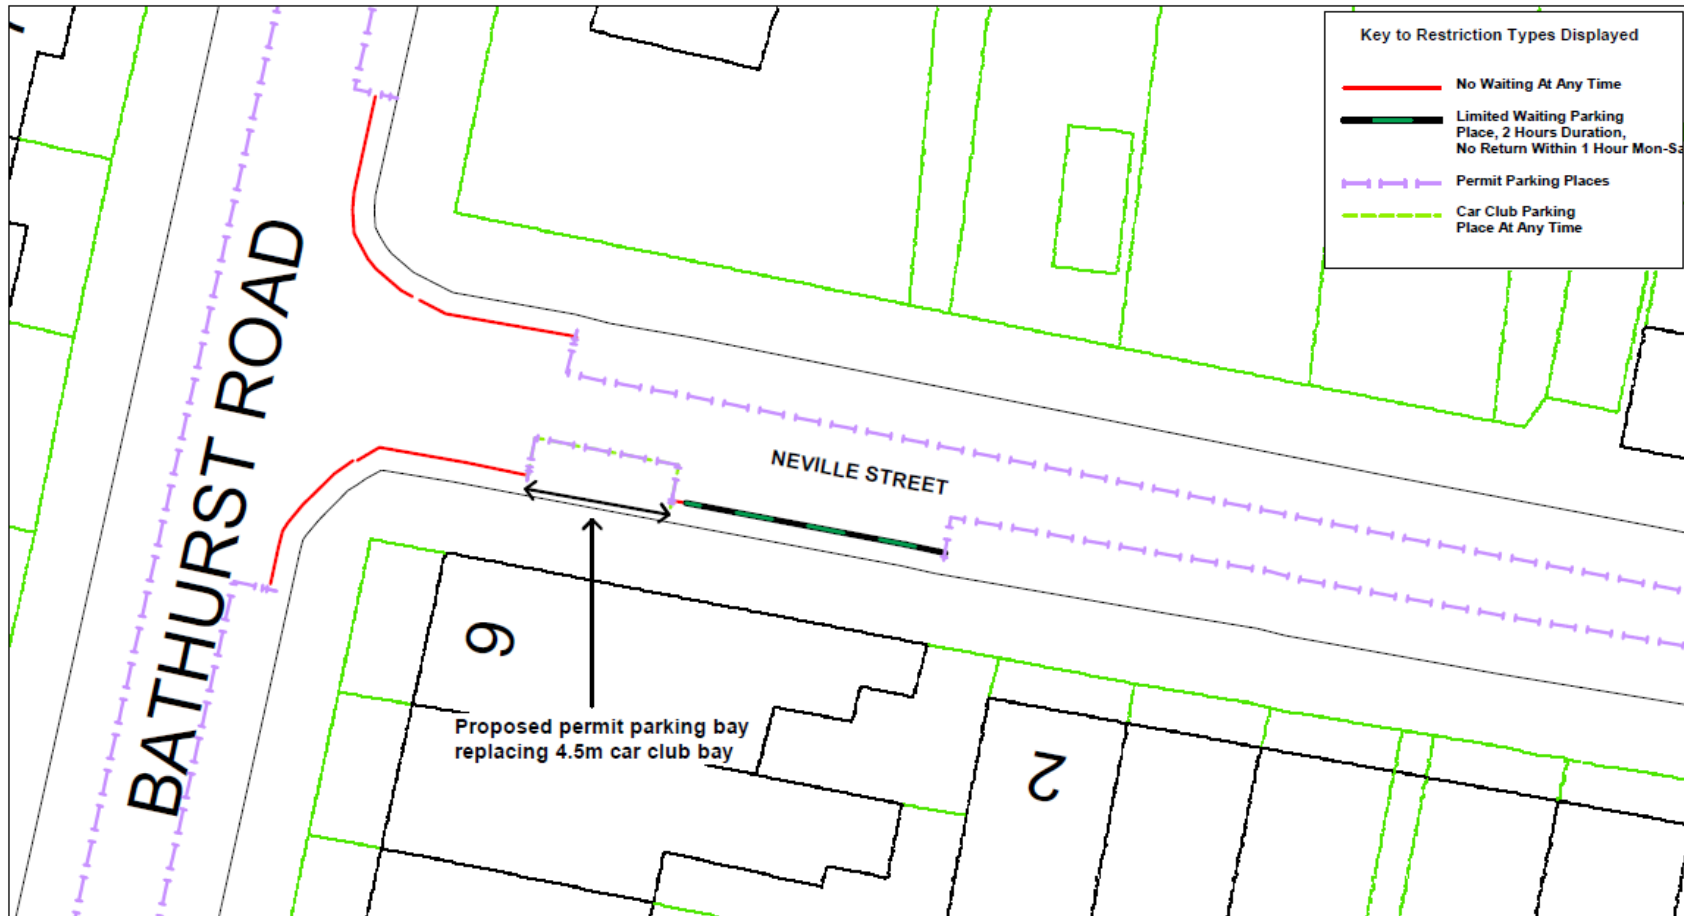 Key to Restriction Types Displayed
No Waiting At Any Time
Limited Waiting Parking
Place, 2 Hours Duration,
No Return Within 1 Hour Mon-Sa
Permit Parking Places
Car Club Parking
Place At Any Time
BATHURST ROAD
NEVILLE STREET
6
Proposed permit parking bay
replacing 4.5m car club bay
2